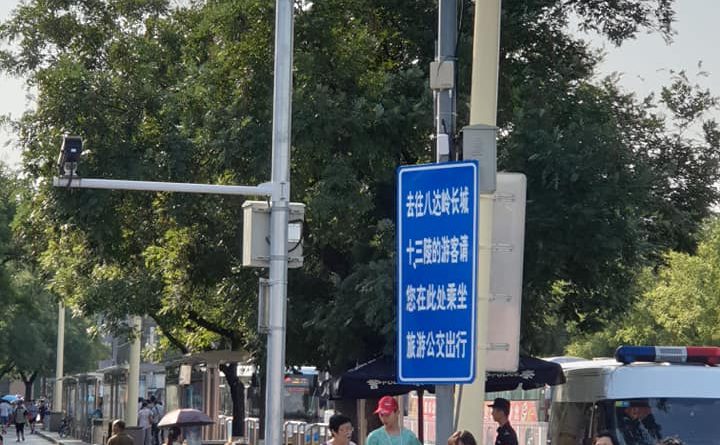 去往八达岭长城
十三陵的游客请
您在此处乘坐
旅游公交出行